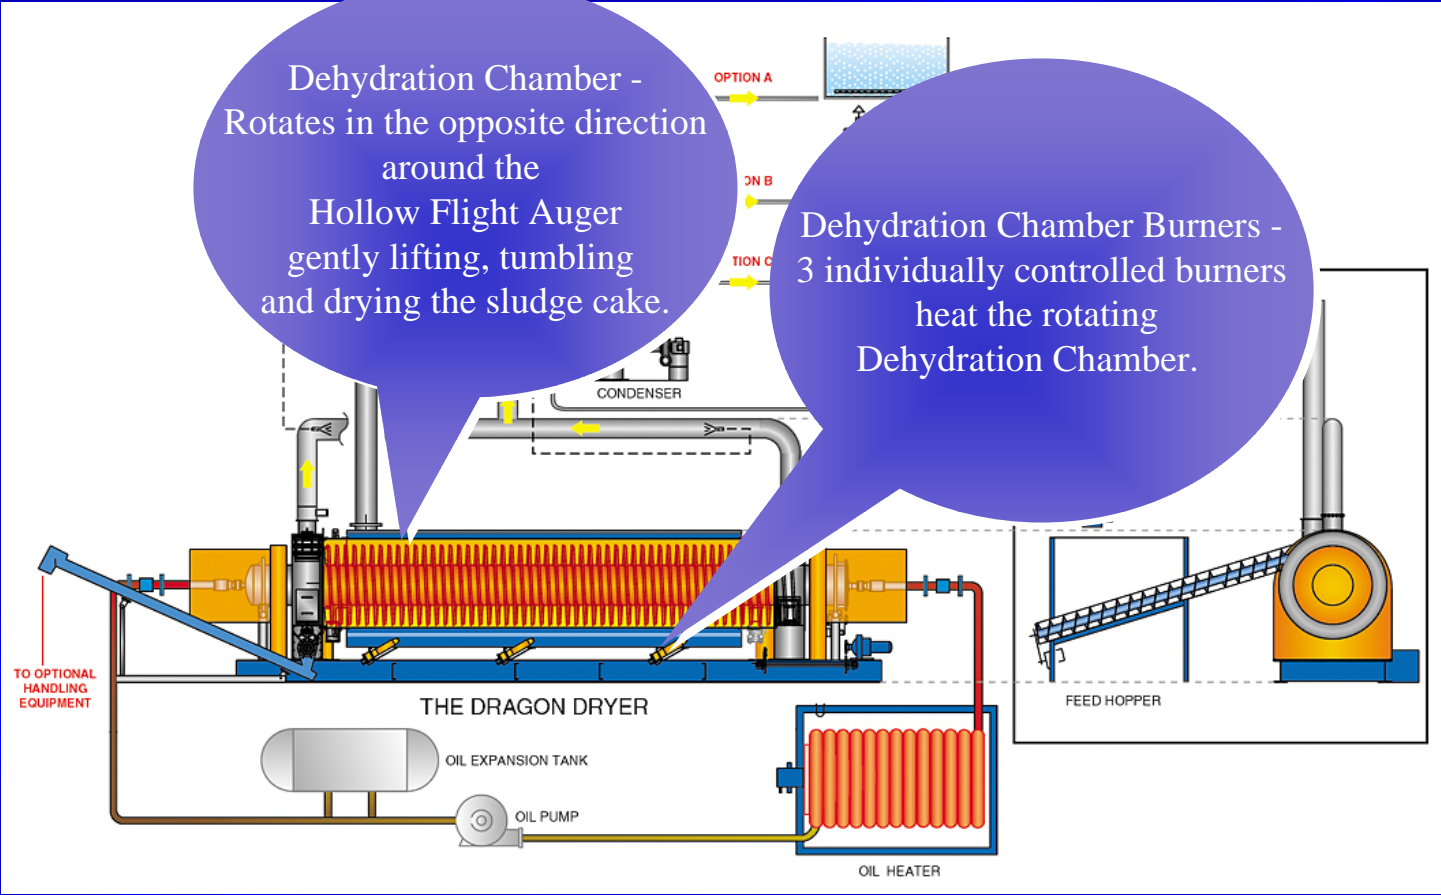 Dehydration Chamber -
Rotates in the opposite direction
around the
Hollow Flight Auger
gently lifting, tumbling
and drying the sludge cake.
OPTION A
ON B
TION C
Dehydration Chamber Burners -
3 individually controlled burners
heat the rotating
Dehydration Chamber.
CONDENSER
TO OPTIONAL
HANDLING
EQUIPMENT
THE DRAGON DRYER
FEED HOPPER
OIL EXPANSION TANK
OIL PUMP
OIL HEATER